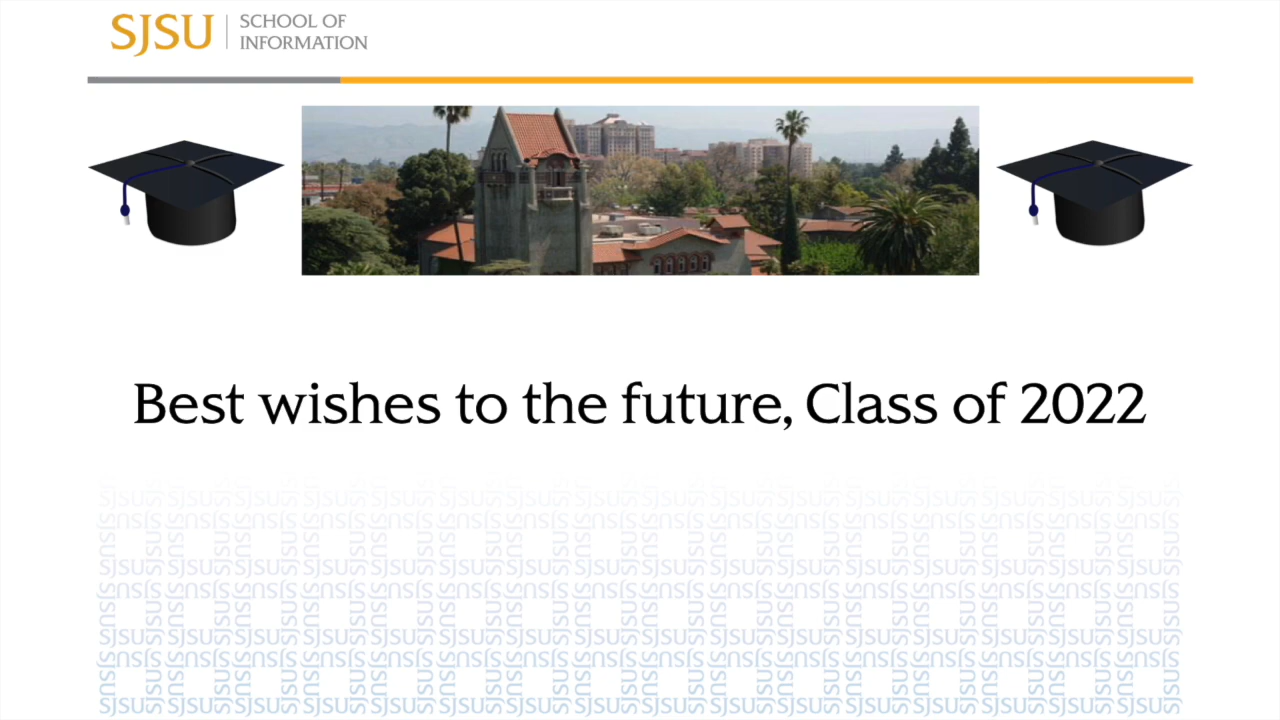 SJSU
SCHOOL OF
INFORMATION
Best wishes to the future, Class of 2022